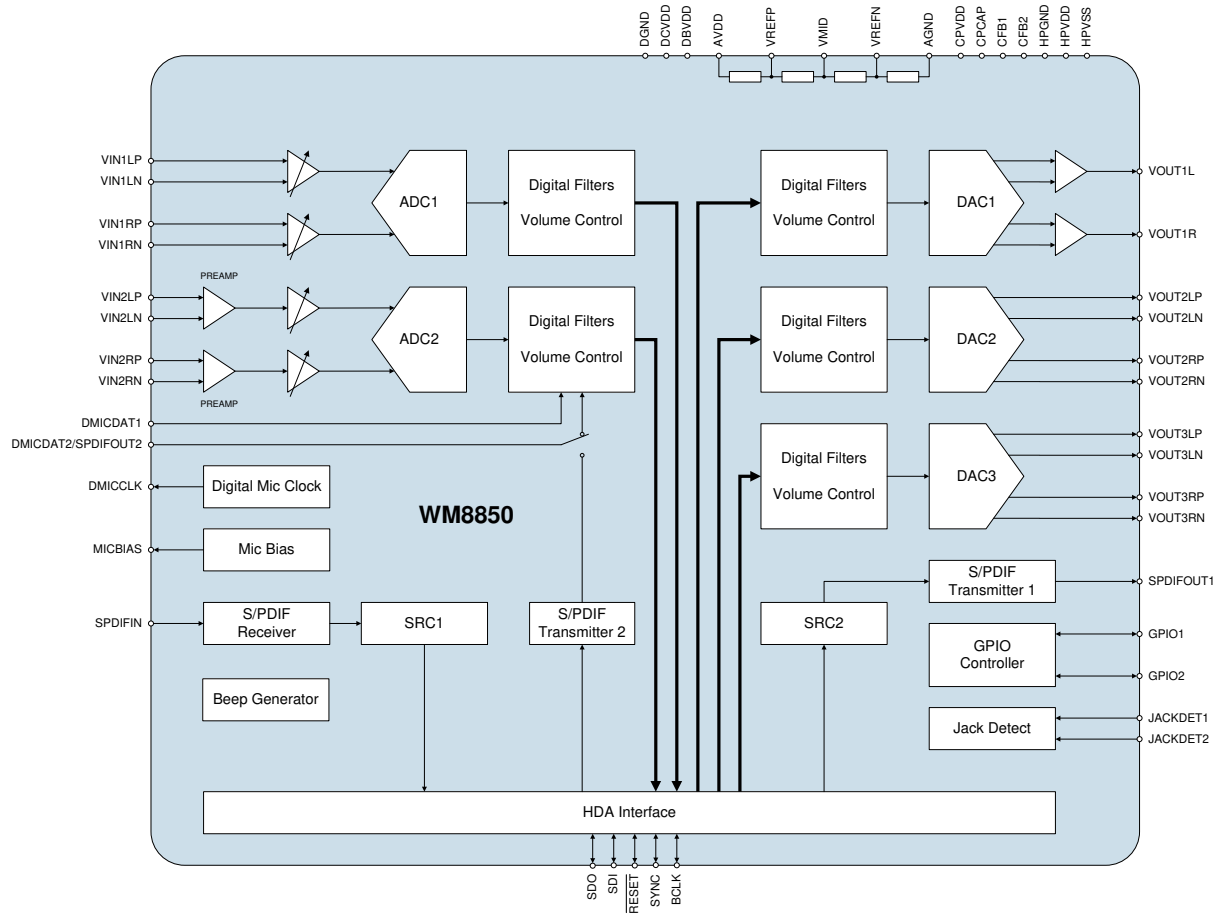 DGND
DCVDD
DBVDD
AVDD
VREFP
VMID
VREFN
AGND
CPVDD
CPCAP
CFB1
CFB2
HPGND
HPVDD
HPVSS
VIN1LP
VIN1LN
VIN1RP
VIN1RN
ADC1
Digital Filters
Volume Control
Digital Filters
Volume Control
DAC1
VOUT1L
VOUT1R
PREAMP
VIN2LP
VIN2LN
VIN2RP
VIN2RN
PREAMP
ADC2
Digital Filters
Volume Control
Digital Filters
Volume Control
DAC2
VOUT2LP
VOUT2LN
VOUT2RP
VOUT2RN
DMICDAT1
DMICDAT2/SPDIFOUT2
Digital Filters
Volume Control
DAC3
VOUT3LP
VOUT3LN
VOUT3RP
VOUT3RN
DMICCLK
Digital Mic Clock
WM8850
MICBIAS
Mic Bias
SPDIFIN
S/PDIF
Receiver
SRC1
S/PDIF
Transmitter 2
SRC2
S/PDIF
Transmitter 1
SPDIFOUT1
GPIO
Controller
GPIO1
GPIO2
Beep Generator
Jack Detect
JACKDET1
JACKDET2
HDA Interface
SDO
SDI
RESET
SYNC
BCLK